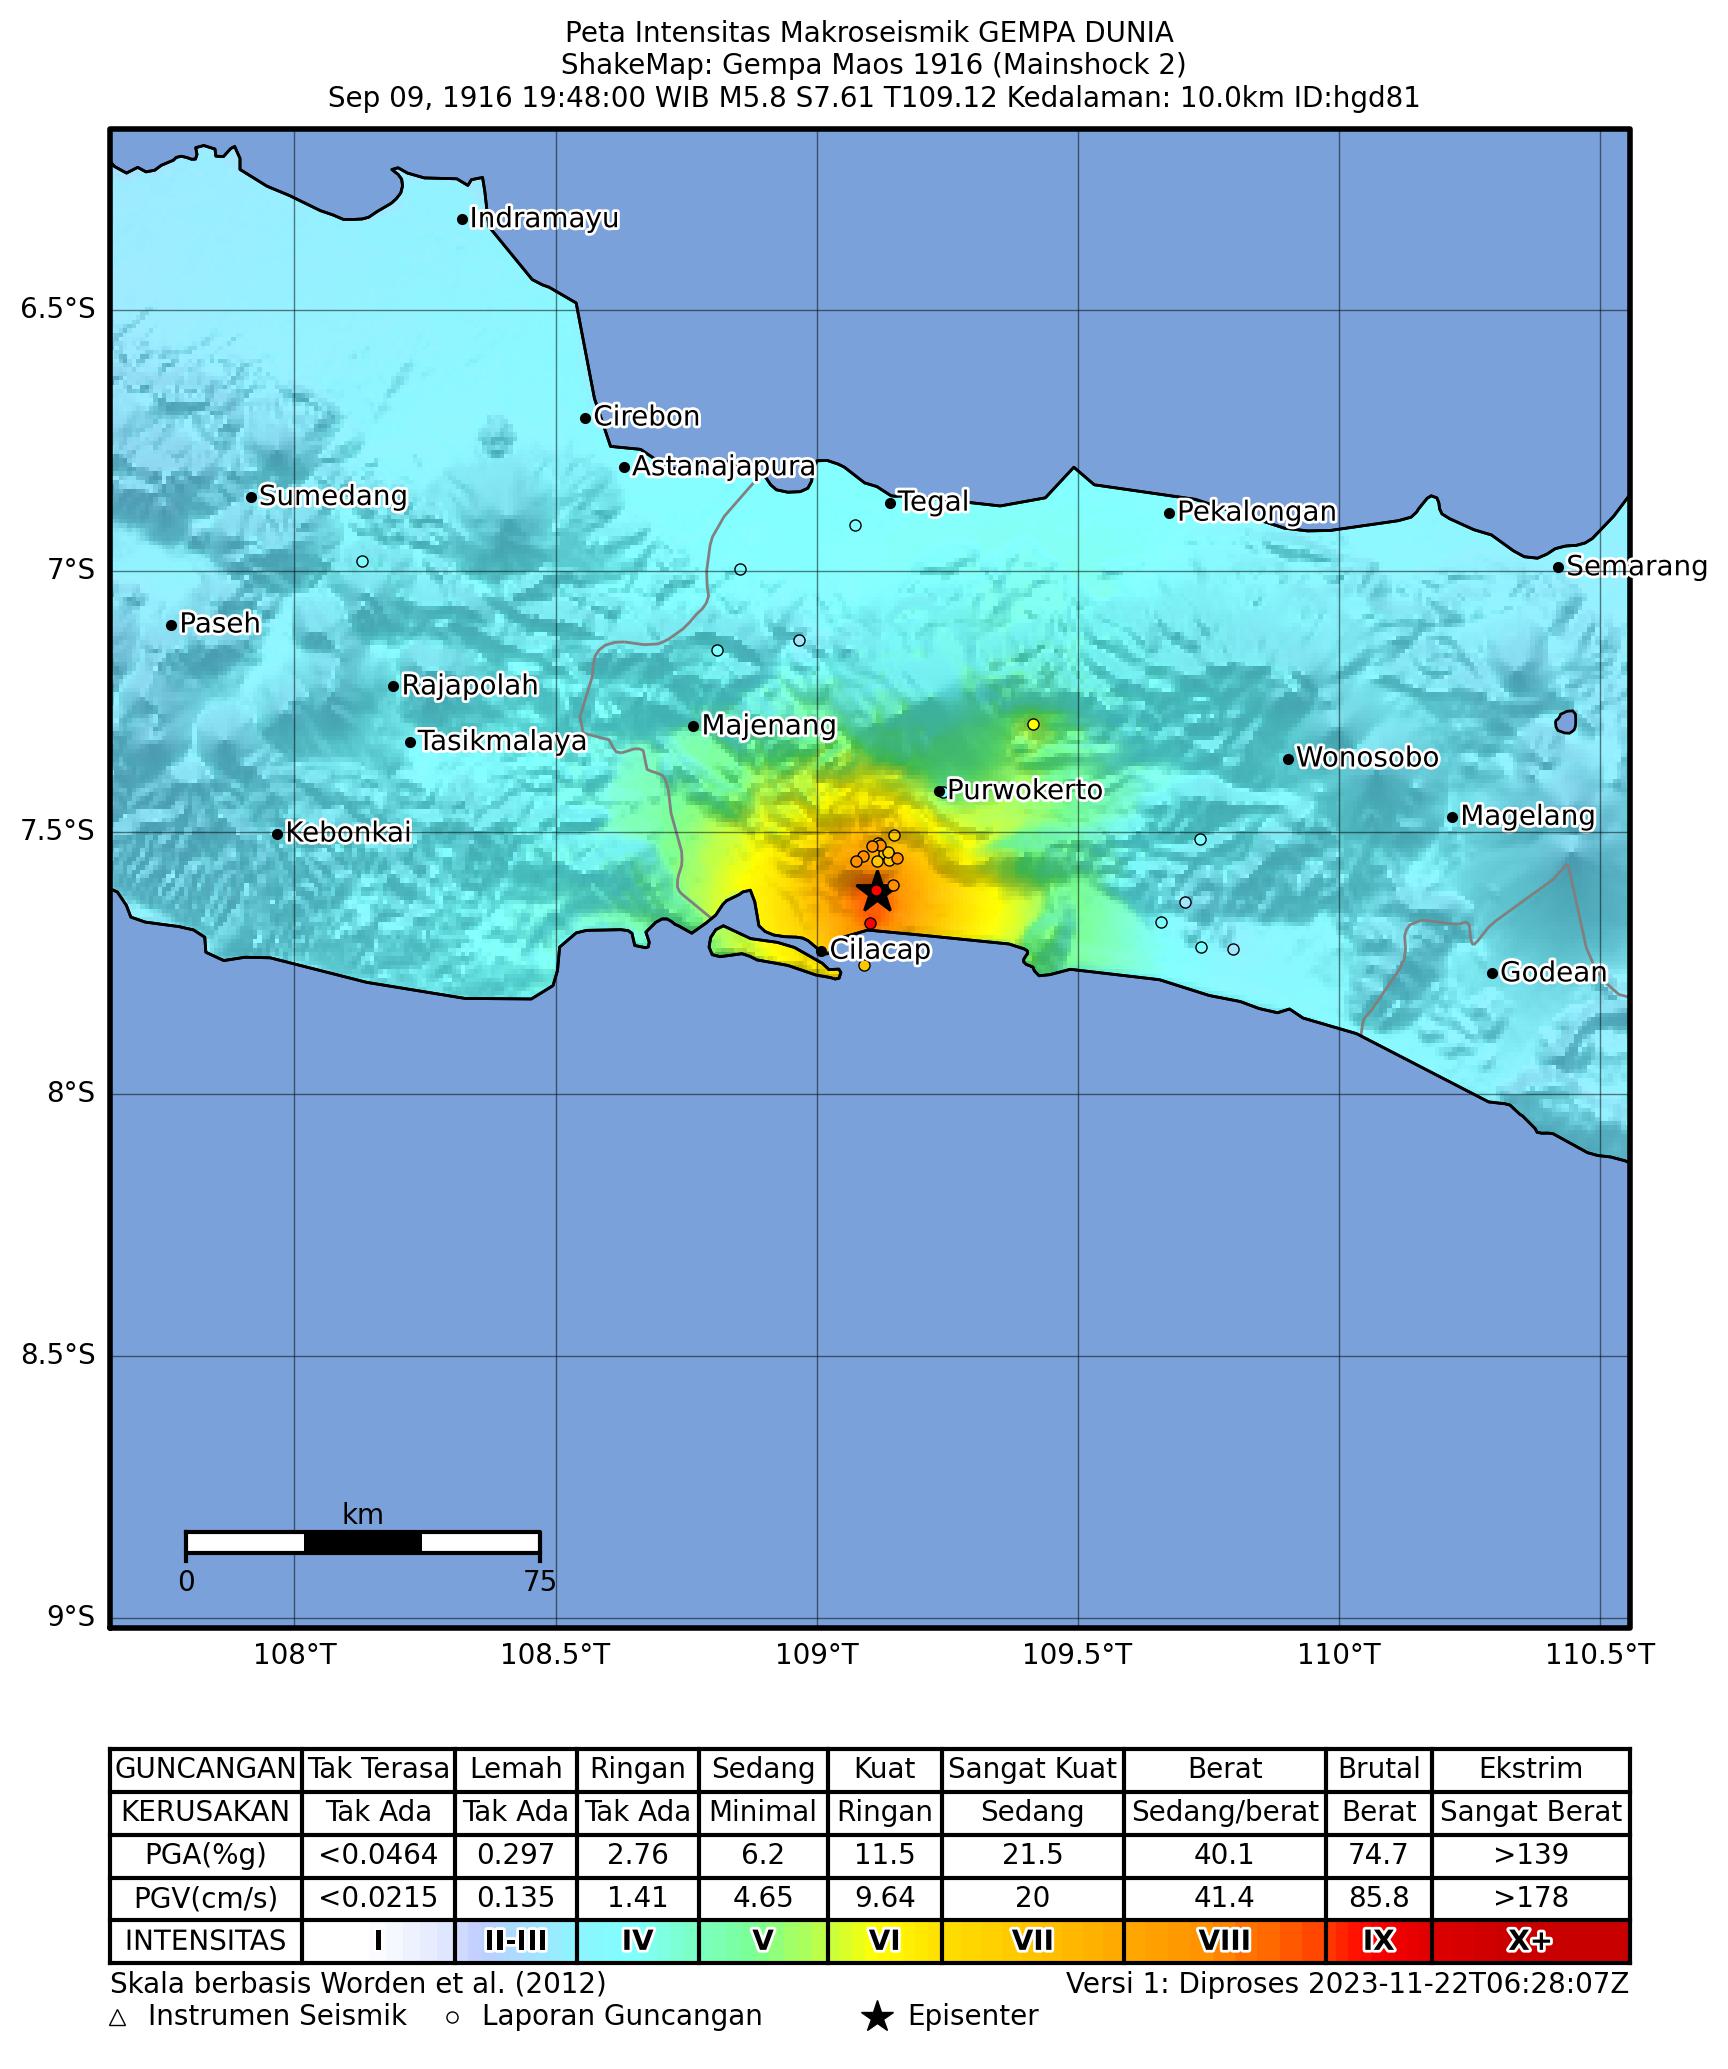 Peta Intensitas Makroseismik GEMPA DUNIA
ShakeMap: Gempa Maos 1916 (Mainshock 2)
Sep 09, 1916 19:48:00 WIB M5.8 S7.61 T109.12 Kedalaman: 10.0km ID:hgd81
Indramayu
6.5°S
Cirebon
Astanajapura
Sumedang
Tegal
Pekalongan
7°S
Semarang
Paseh
Rajapolah
Majenang
Tasikmalaya
Wonosobo
Purwokerto
Magelang
7.5°S
Kebonkai
Cilacap
Godean
8°S
8.5°S
km
0 75
9°S
108°T 108.5°T 109°T 109.5°T 110°T 110.5°T
GUNCANGAN Tak Terasa Lemah Ringan Sedang Kuat Sangat Kuat Berat Brutal Ekstrim
KERUSAKAN Tak Ada Tak Ada Tak Ada Minimal Ringan Sedang Sedang/berat Berat Sangat Berat
PGA(%g) <0.0464 0.297 2.76 6.2 11.5 21.5 40.1 74.7 >139
PGV(cm/s) <0.0215 0.135 1.41 4.65 9.64 20 41.4 85.8 >178
INTENSITAS I II-III IV V VI VII VIII IX X+
Skala berbasis Worden et al. (2012) Versi 1: Diproses 2023-11-22T06:28:07Z
Instrumen Seismik Laporan Guncangan Episenter